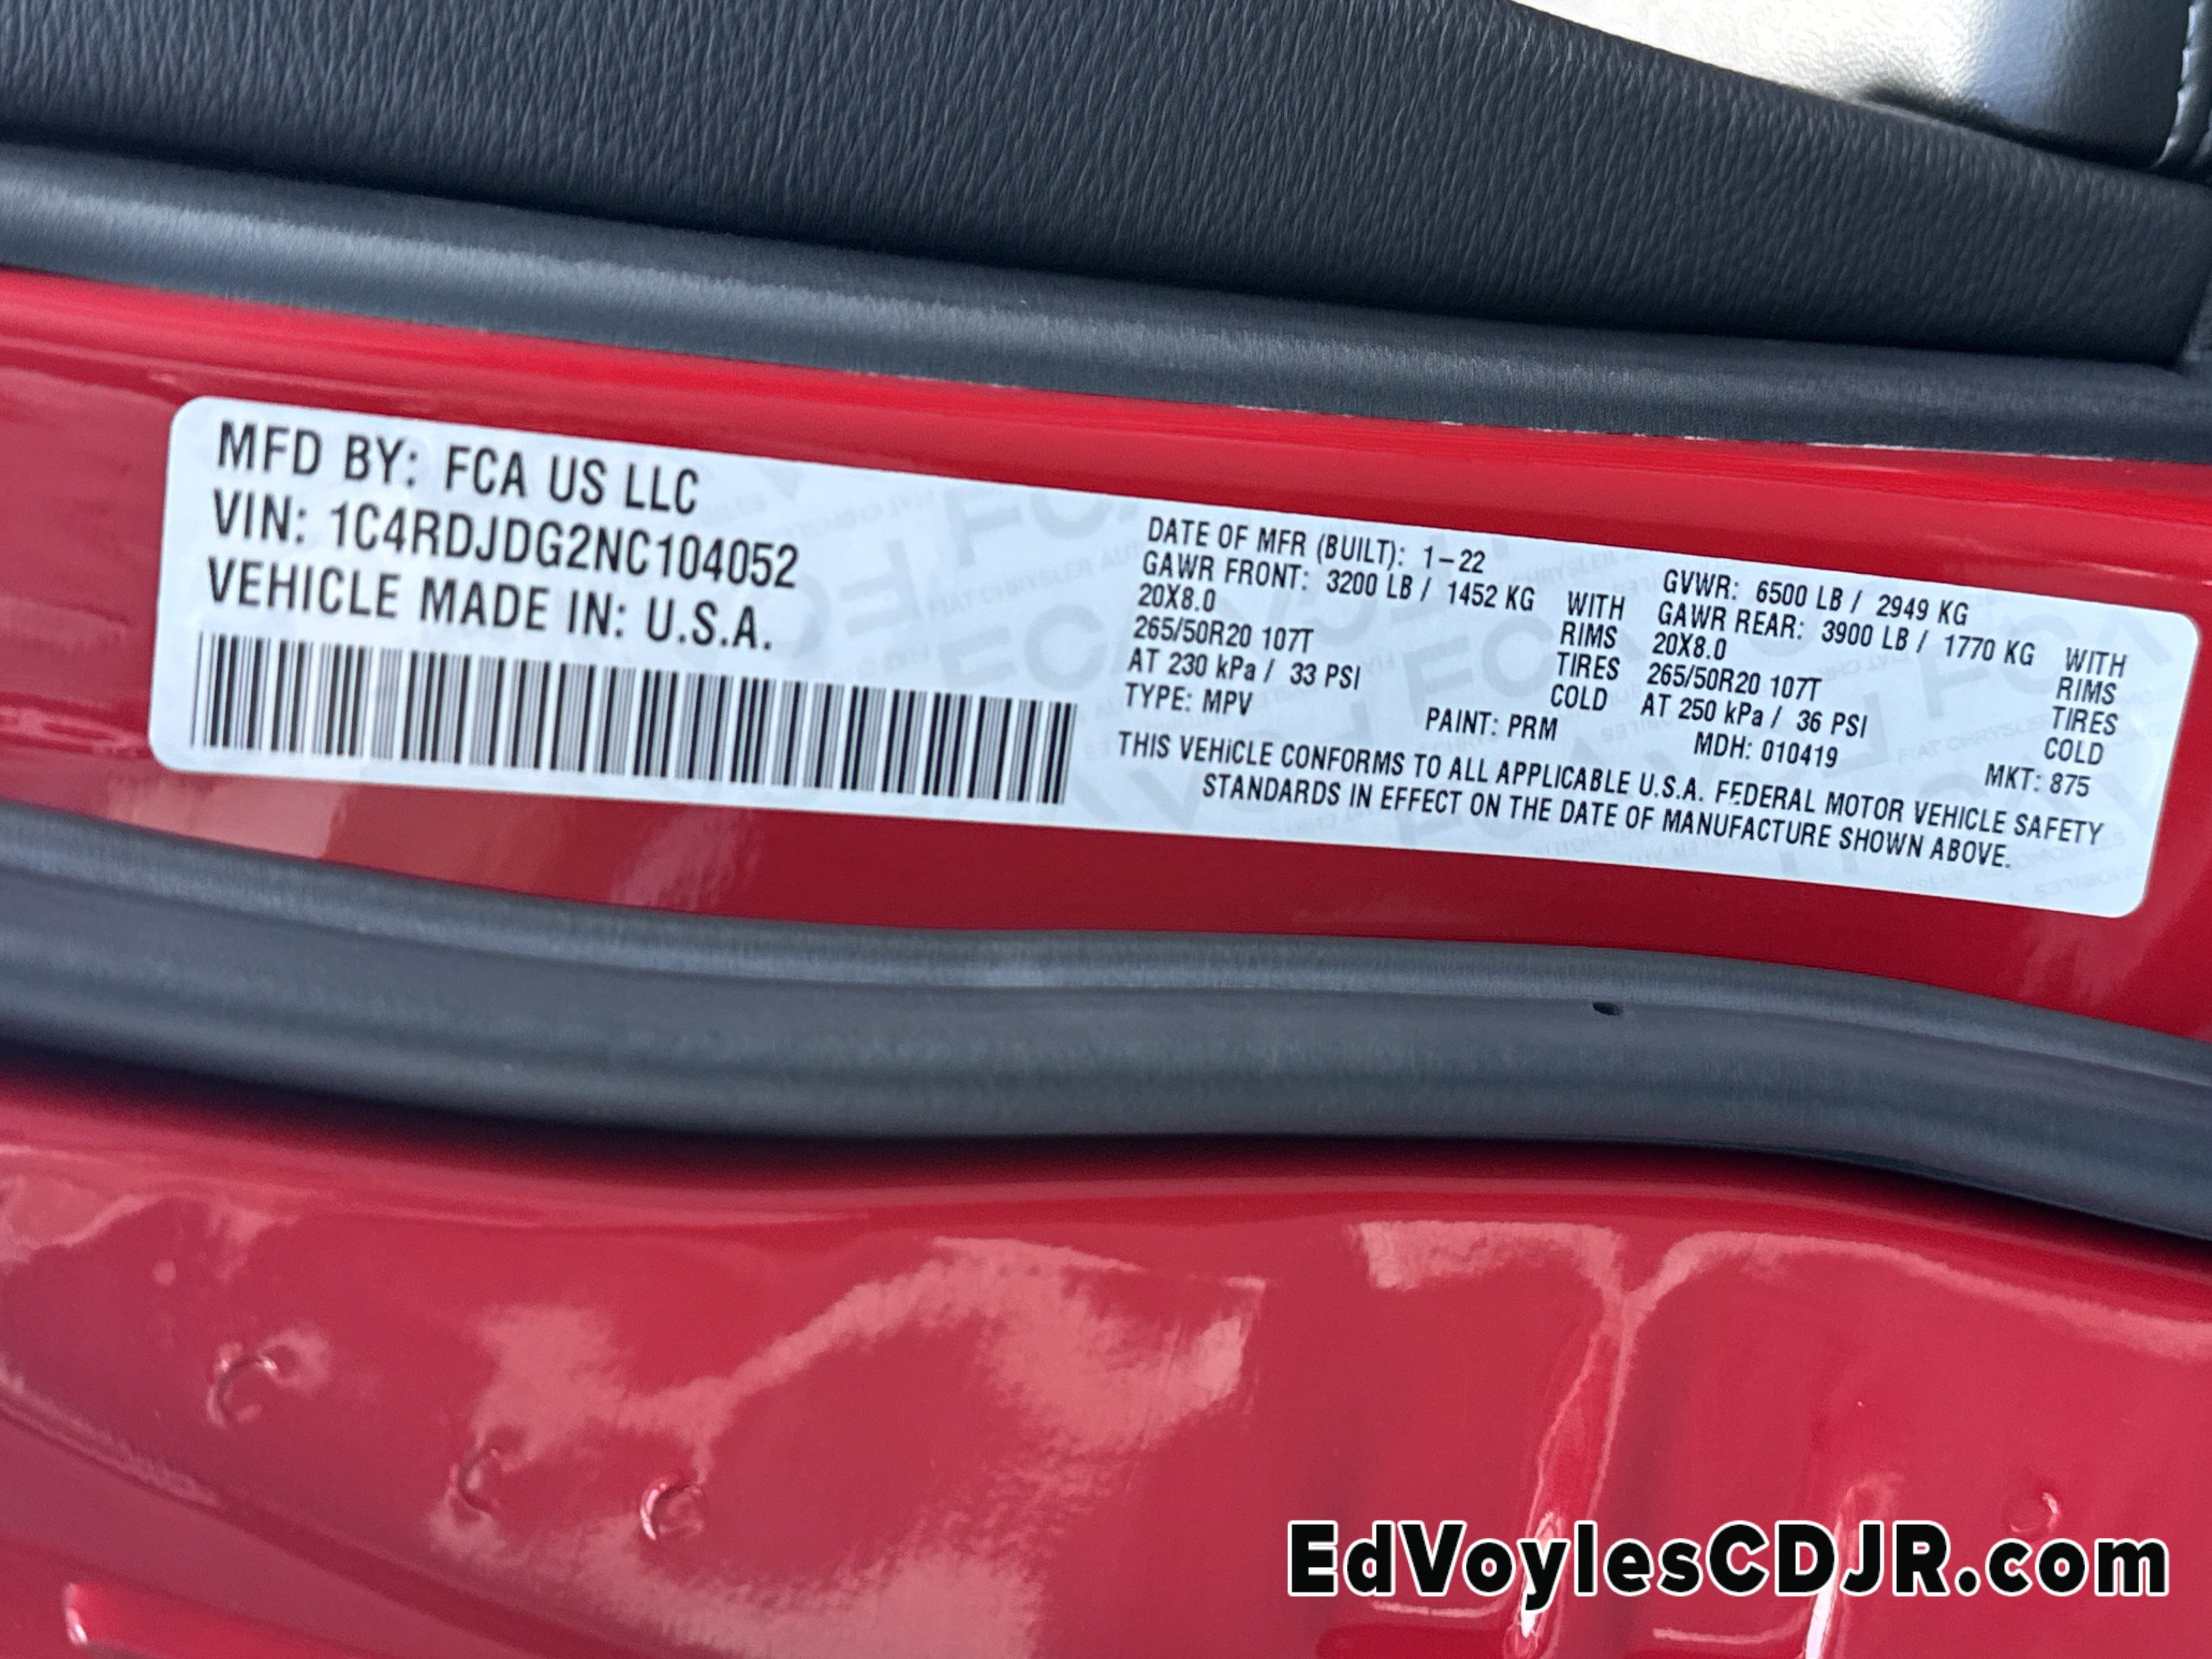 MFD BY: FCA US LLC
VIN: 1C4RDJDG2NC104052
VEHICLE MADE IN: U.S.A.
DATE OF MFR (BUILT): 1-22 GVWR: 6500 LB / 2949 KG
GAWR FRONT: 3200 LB / 1452 KG WITH GAWR REAR: 3900 LB / 1770 KG WITH
20X8.0 RIMS 20X8.0 RIMS
265/50R20 107T TIRES 265/50R20 107T TIRES
AT 230 kPa / 33 PSI COLD AT 250 kPa / 36 PSI COLD
TYPE: MPV PAINT: PRM MDH: 010419 MKT: 875
THIS VEHICLE CONFORMS TO ALL APPLICABLE U.S.A. FEDERAL MOTOR VEHICLE SAFETY
STANDARDS IN EFFECT ON THE DATE OF MANUFACTURE SHOWN ABOVE.
EdVoylesCDJR.com